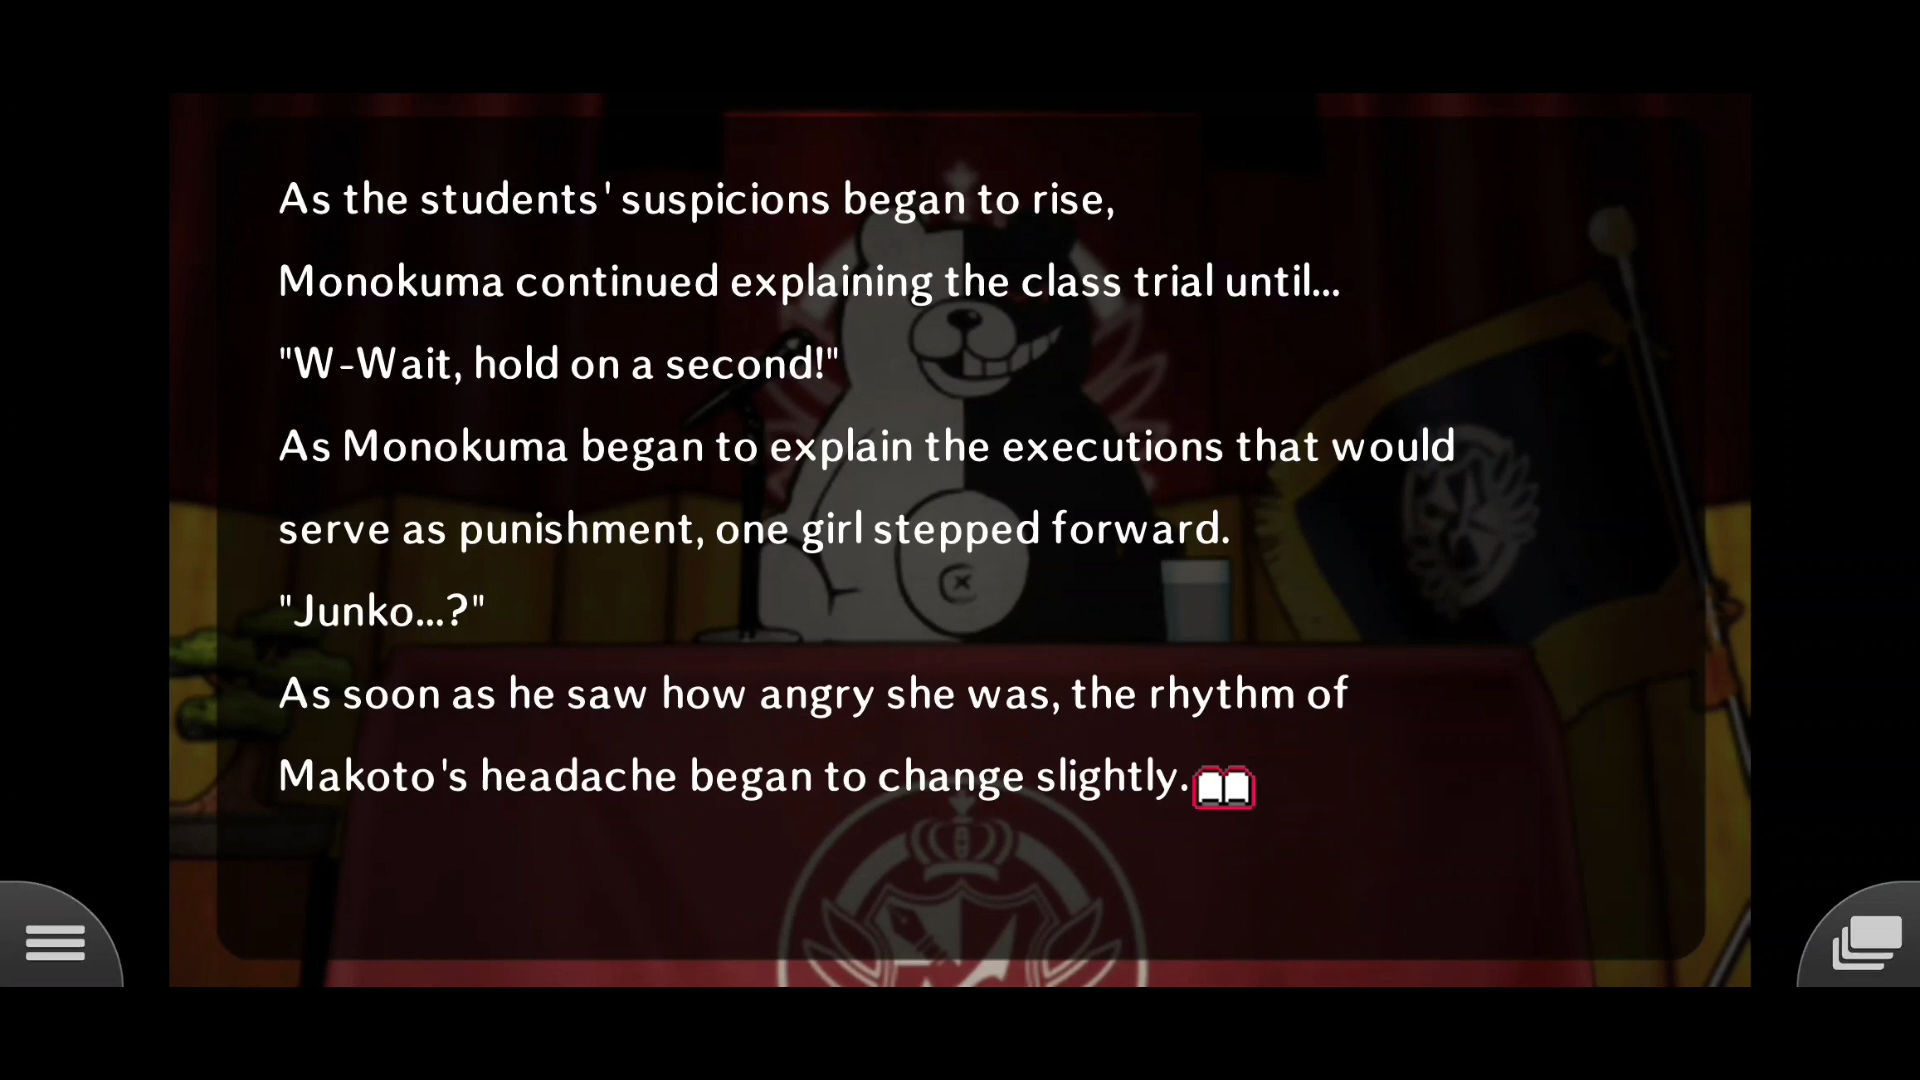 As the students' suspicions began to rise,
Monokuma continued explaining the class trial until...
"W-Wait, hold on a second!"
As Monokuma began to explain the executions that would
serve as punishment, one girl stepped forward.
"Junko...?"
As soon as he saw how angry she was, the rhythm of
Makoto's headache began to change slightly.